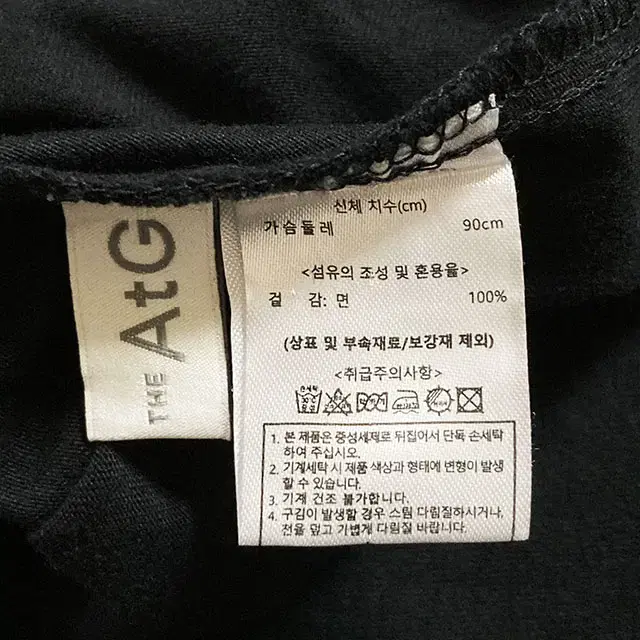 THE AtG
신체 치수(cm)
가슴둘레 90cm
<섬유의 조성 및 혼용율>
겉 감: 면 100%
(상표 및 부속재료/보강재 제외)
<취급주의사항>
1. 본 제품은 중성세제로 뒤집어서 단독 손세탁
하여 주십시오.
2. 기계세탁 시 제품 색상과 형태에 변형이 발생
할 수 있습니다.
3. 기계 건조 불가합니다.
4. 구김이 발생할 경우 스팀 다림질하시거나,
천을 덮고 가볍게 다림질 바랍니다.